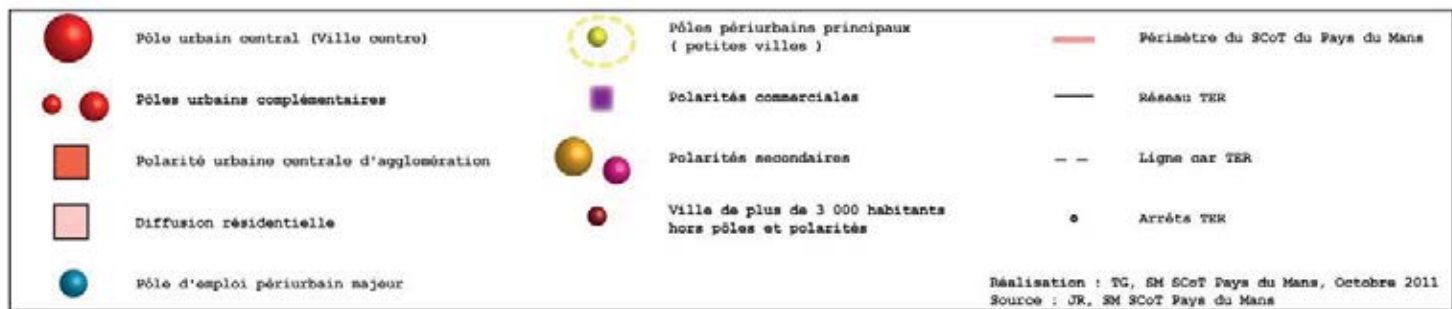 Pôle urbain central (Ville centre)
Pôles urbains complémentaires
Polarité urbaine centrale d'agglomération
Diffusion résidentielle
Pôle d'emploi périurbain majeur
Pôles périurbains principaux
( petites villes )
Polarités commerciales
Polarités secondaires
Ville de plus de 3 000 habitants
hors pôles et polarités
Périmètre du SCoT du Pays du Mans
Réseau TER
Ligne car TER
Arrêts TER
Réalisation : TG, SM SCoT Pays du Mans, Octobre 2011
Source : JR, SM SCoT Pays du Mans